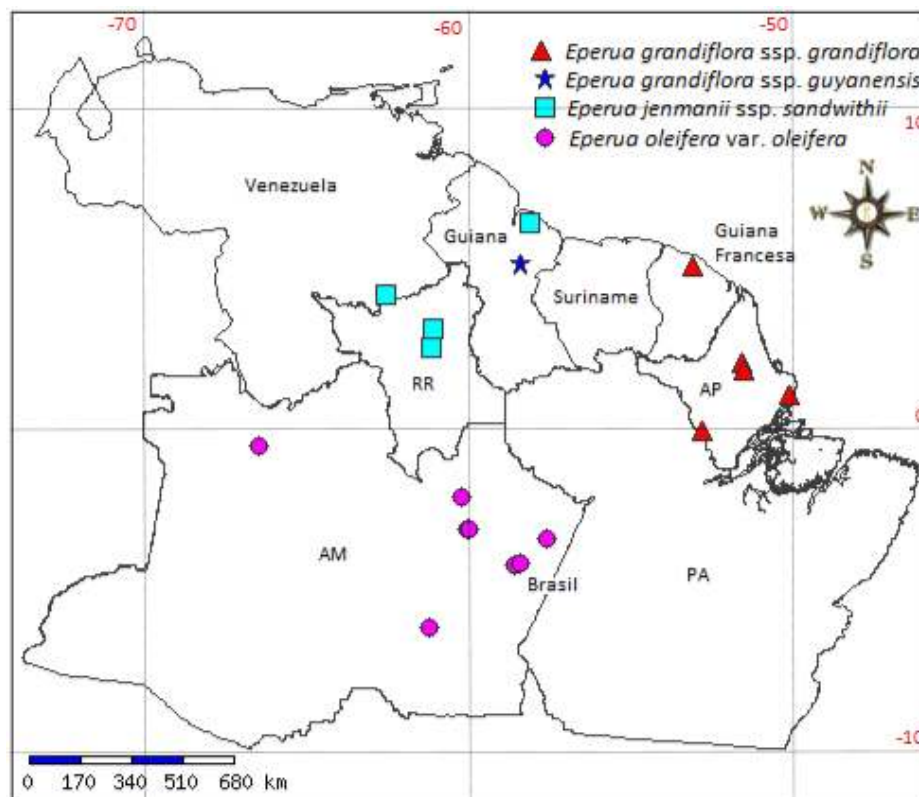 -70 -60 -50
Eperua grandiflora ssp. grandiflora
Eperua grandiflora ssp. guyanensis
Eperua jenmanii ssp. sandwithii
Eperua oleifera var. oleifera
10
N
W E
S
Venezuela
Guiana
Guiana
Francesa
Suriname
RR
AP
0
AM
Brasil
PA
-10
0 170 340 510 680 km